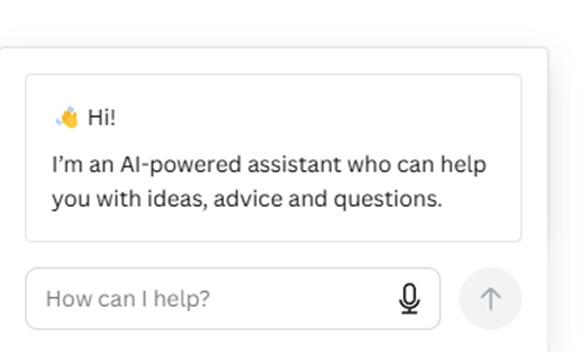 👋 Hi!
I’m an AI-powered assistant who can help
you with ideas, advice and questions.
How can I help?